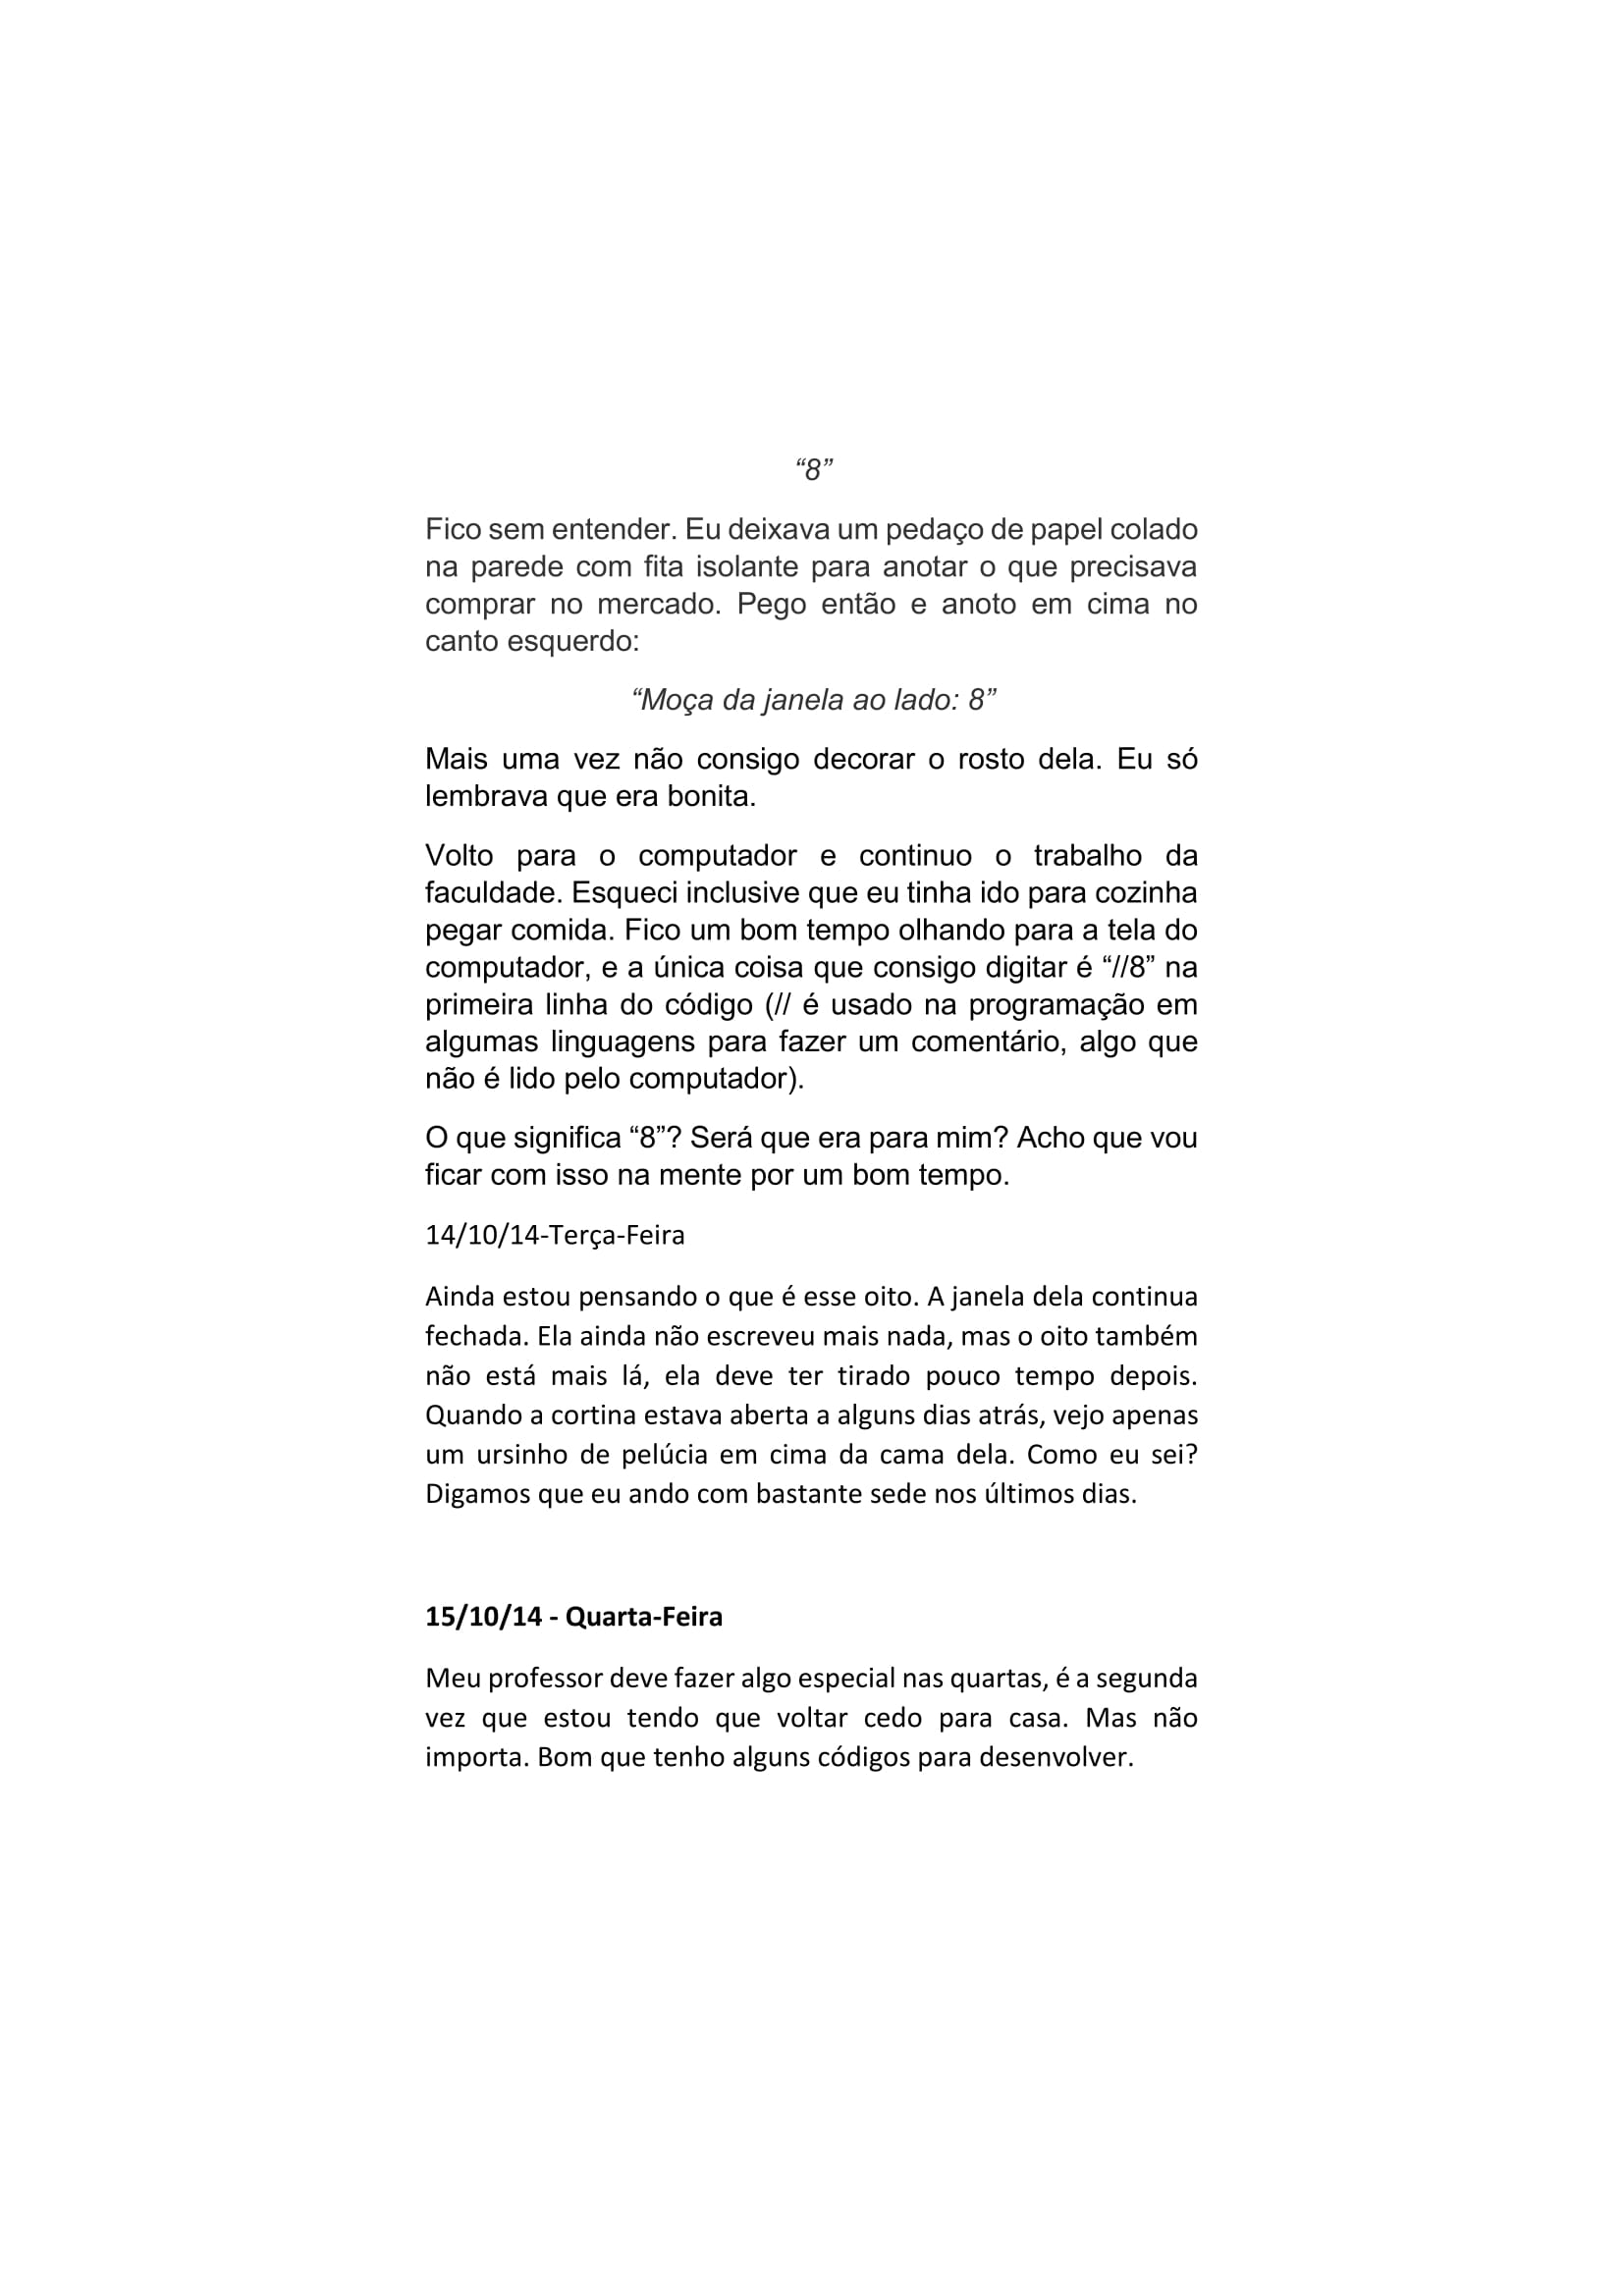 “8”
Fico sem entender. Eu deixava um pedaço de papel colado
na parede com fita isolante para anotar o que precisava
comprar no mercado. Pego então e anoto em cima no
canto esquerdo:
“Moça da janela ao lado: 8”
Mais uma vez não consigo decorar o rosto dela. Eu só
lembrava que era bonita.
Volto para o computador e continuo o trabalho da
faculdade. Esqueci inclusive que eu tinha ido para cozinha
pegar comida. Fico um bom tempo olhando para a tela do
computador, e a única coisa que consigo digitar é “//8” na
primeira linha do código (// é usado na programação em
algumas linguagens para fazer um comentário, algo que
não é lido pelo computador).
O que significa “8”? Será que era para mim? Acho que vou
ficar com isso na mente por um bom tempo.
14/10/14-Terça-Feira
Ainda estou pensando o que é esse oito. A janela dela continua
fechada. Ela ainda não escreveu mais nada, mas o oito também
não está mais lá, ela deve ter tirado pouco tempo depois.
Quando a cortina estava aberta a alguns dias atrás, vejo apenas
um ursinho de pelúcia em cima da cama dela. Como eu sei?
Digamos que eu ando com bastante sede nos últimos dias.
15/10/14 - Quarta-Feira
Meu professor deve fazer algo especial nas quartas, é a segunda
vez que estou tendo que voltar cedo para casa. Mas não
importa. Bom que tenho alguns códigos para desenvolver.